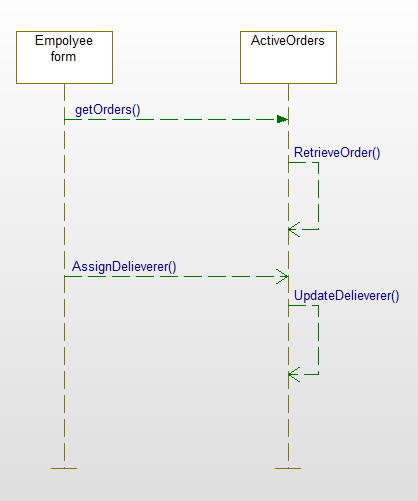 Empolyee
form
ActiveOrders
getOrders()
RetrieveOrder()
AssignDelieverer()
UpdateDelieverer()